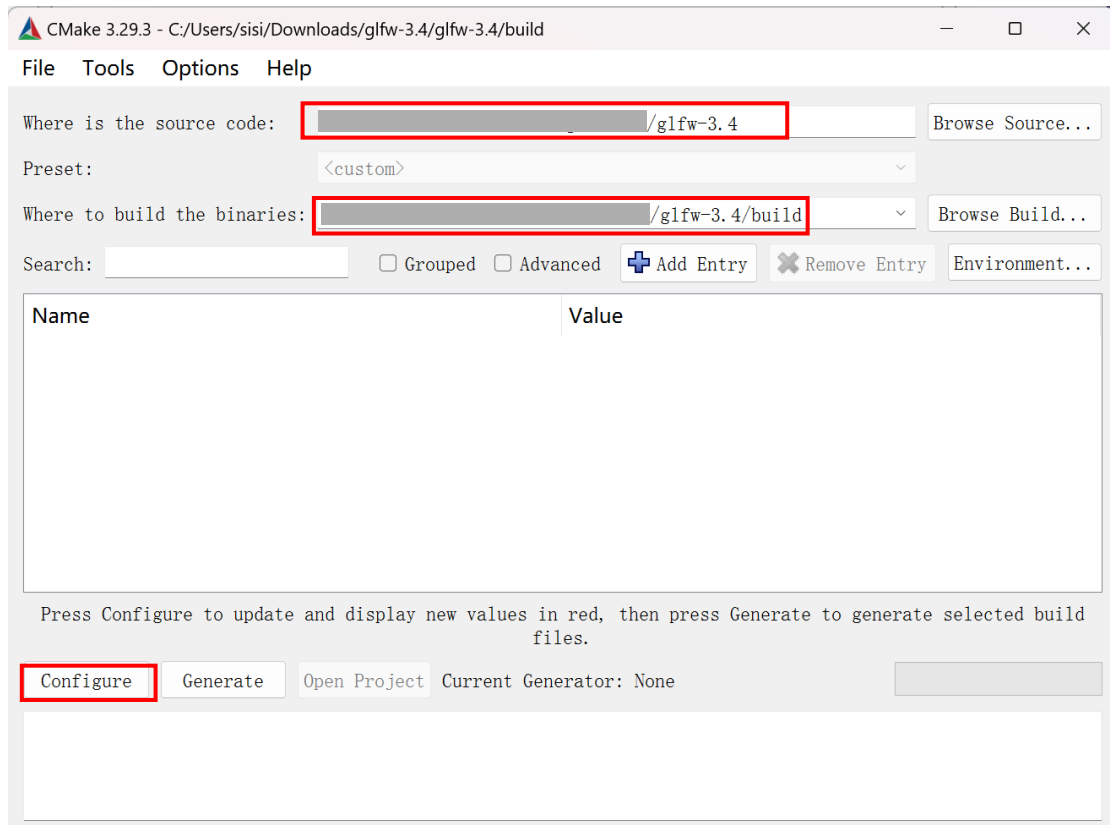 CMake 3.29.3 - C:/Users/sisi/Downloads/glfw-3.4/glfw-3.4/build
File Tools Options Help
Where is the source code: /glfw-3.4 Browse Source...
Preset: <custom>
Where to build the binaries: /glfw-3.4/build Browse Build...
Search: Grouped Advanced Add Entry Remove Entry Environment...
Name Value
Press Configure to update and display new values in red, then press Generate to generate selected build
files.
Configure Generate Open Project Current Generator: None